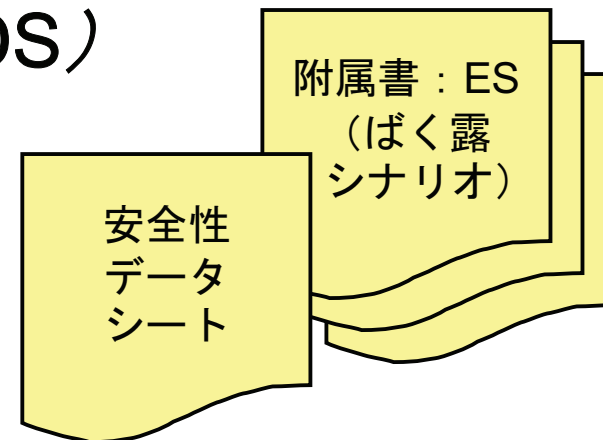 DS）
附属書：ES
（ばく露
シナリオ）
安全性
データ
シート